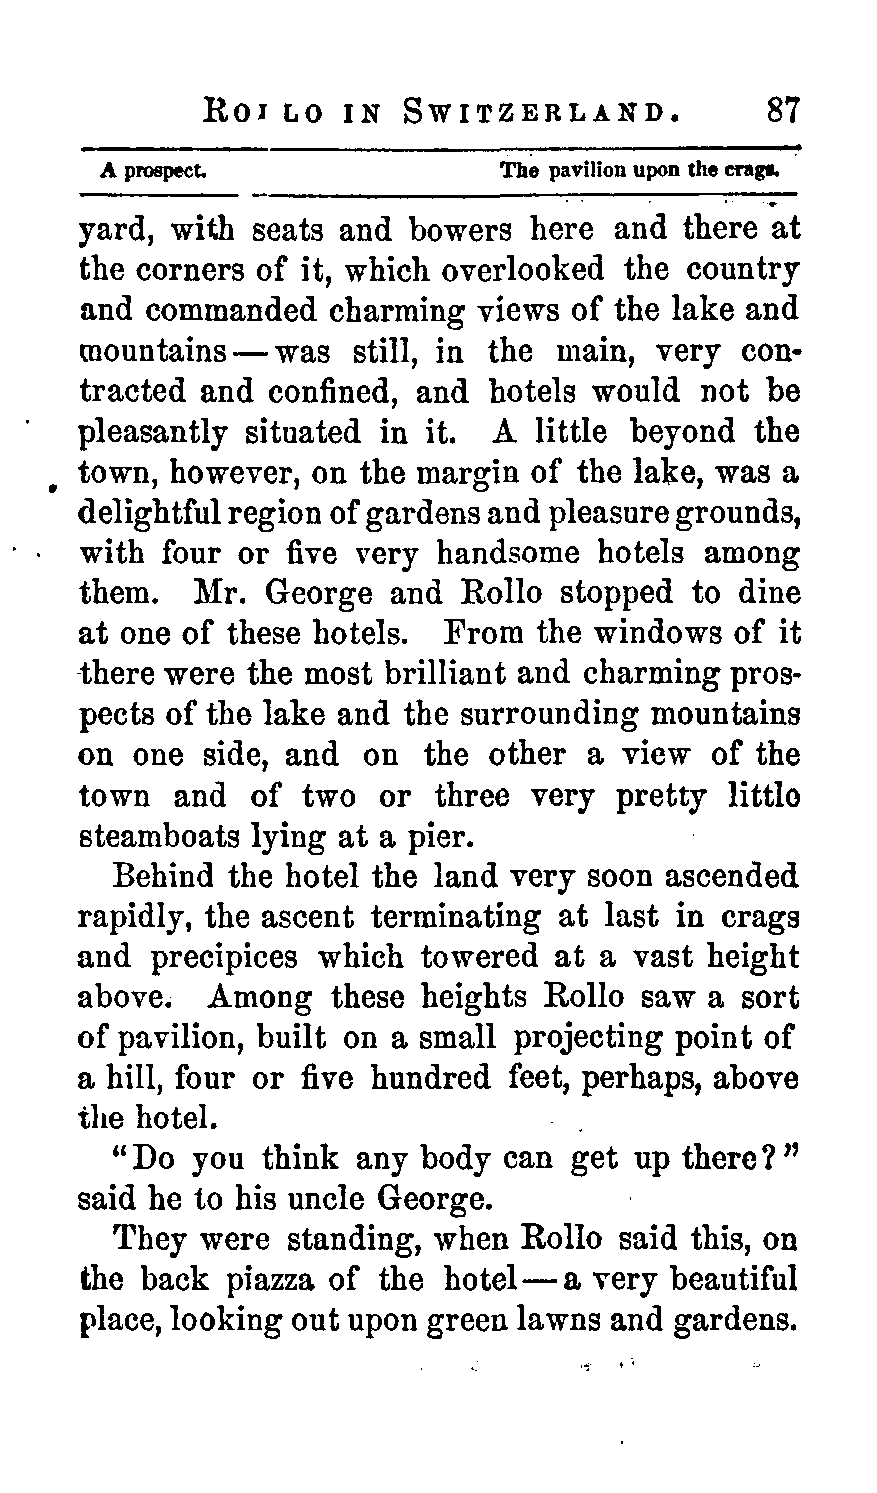 ROLLO IN SWITZERLAND. 87
A prospect. The pavilion upon the crags.
yard, with seats and bowers here and there at
the corners of it, which overlooked the country
and commanded charming views of the lake and
mountains — was still, in the main, very con-
tracted and confined, and hotels would not be
pleasantly situated in it. A little beyond the
town, however, on the margin of the lake, was a
delightful region of gardens and pleasure grounds,
with four or five very handsome hotels among
them. Mr. George and Rollo stopped to dine
at one of these hotels. From the windows of it
there were the most brilliant and charming pros-
pects of the lake and the surrounding mountains
on one side, and on the other a view of the
town and of two or three very pretty little
steamboats lying at a pier.
Behind the hotel the land very soon ascended
rapidly, the ascent terminating at last in crags
and precipices which towered at a vast height
above. Among these heights Rollo saw a sort
of pavilion, built on a small projecting point of
a hill, four or five hundred feet, perhaps, above
the hotel.
"Do you think any body can get up there?"
said he to his uncle George.
They were standing, when Rollo said this, on
the back piazza of the hotel — a very beautiful
place, looking out upon green lawns and gardens.